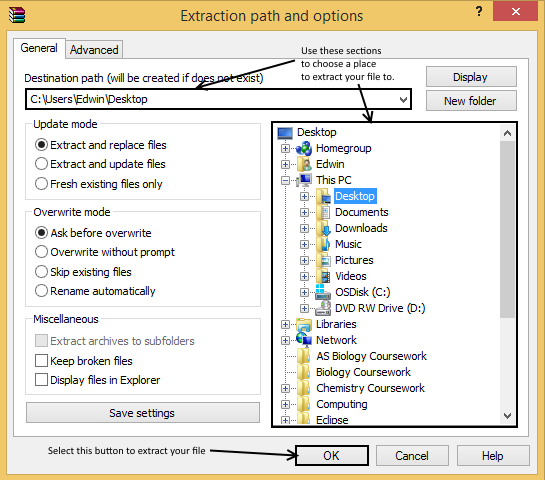 Extraction path and options
?
General
Advanced
Use these sections
to choose a place
to extract your file to.
Destination path (will be created if does not exist)
Display
C:\Users\Edwin\Desktop
New folder
Update mode
Extract and replace files
Extract and update files
Fresh existing files only
Overwrite mode
Ask before overwrite
Overwrite without prompt
Skip existing files
Rename automatically
Miscellaneous
Extract archives to subfolders
Keep broken files
Display files in Explorer
Save settings
Desktop
Homegroup
Edwin
This PC
Desktop
Documents
Downloads
Music
Pictures
Videos
OSDisk (C:)
DVD RW Drive (D:)
Libraries
Network
AS Biology Coursework
Biology Coursework
Chemistry Coursework
Computing
Eclipse
Select this button to extract your file
OK
Cancel
Help